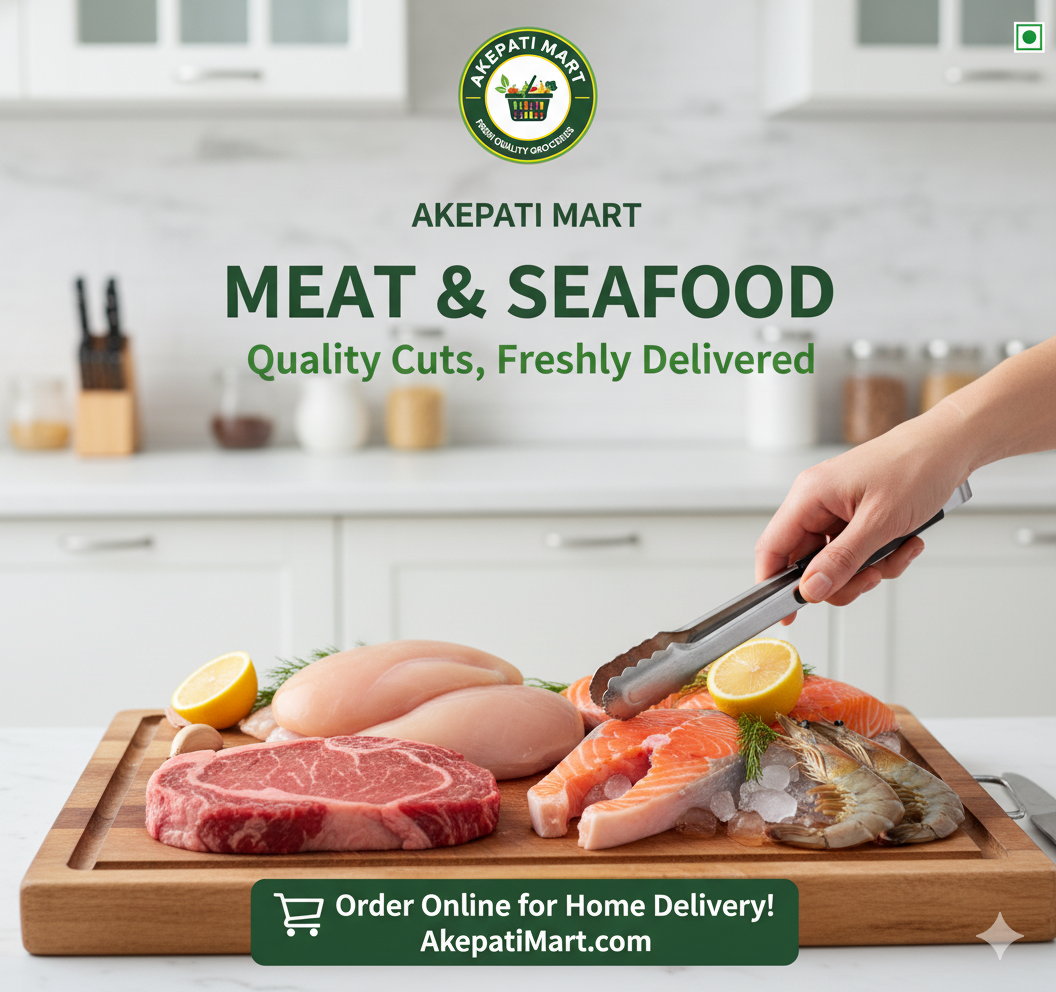 AKEPATI MART
FRESH QUALITY GROCERIES
AKEPATI MART
MEAT & SEAFOOD
Quality Cuts, Freshly Delivered
Order Online for Home Delivery!
AkepatiMart.com